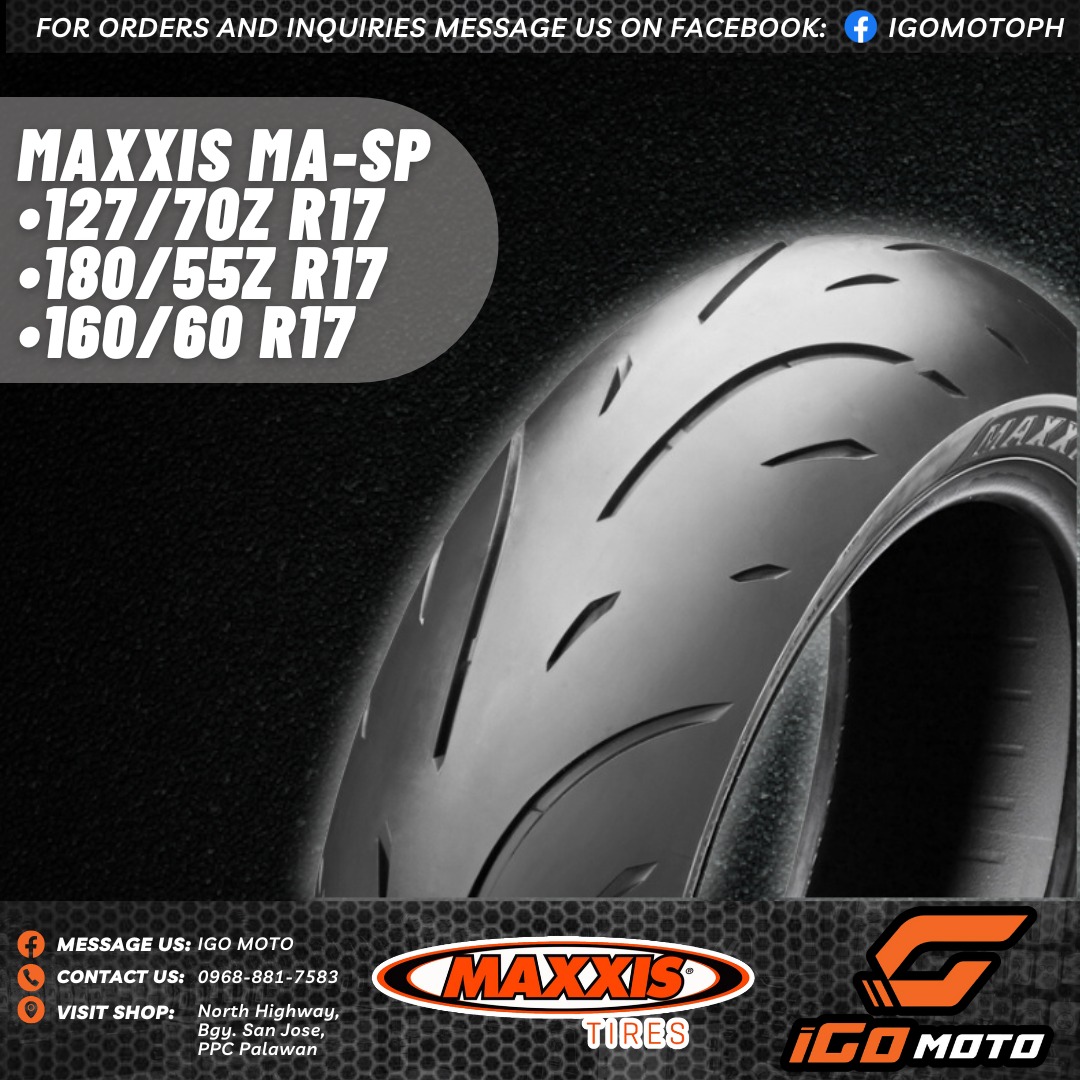 FOR ORDERS AND INQUIRIES MESSAGE US ON FACEBOOK: IGOMOTOPH
MAXXIS MA-SP
•127/70Z R17
•180/55Z R17
•160/60 R17
MAXX
MESSAGE US: IGO MOTO
CONTACT US: 0968-881-7583
VISIT SHOP: North Highway,
Bgy. San Jose,
PPC Palawan
MAXXIS®
TIRES
iGO MOTO